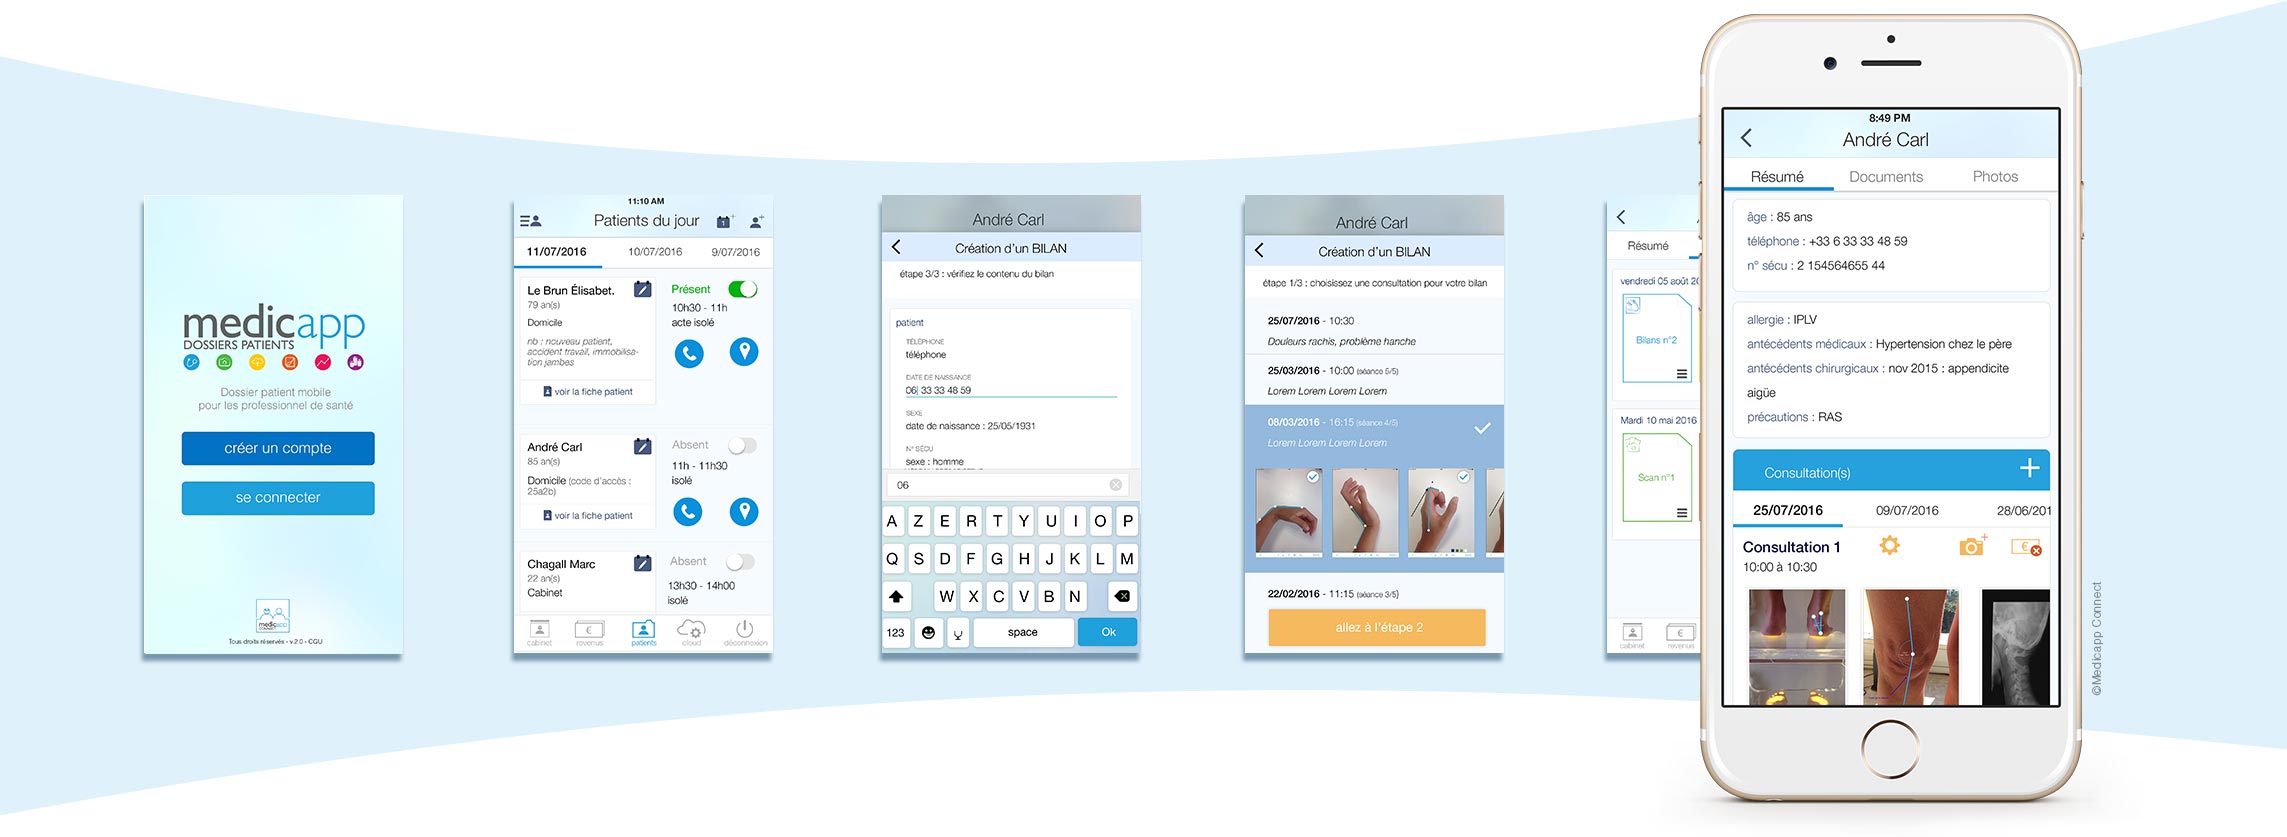 medicapp
DOSSIERS PATIENTS
Dossier patient mobile
pour les professionnel de santé
créer un compte
se connecter
medicapp
CONNECT
Tous droits réservés - v.2.0 - CGU
11:10 AM
Patients du jour
11/07/2016
10/07/2016
9/07/2016
Le Brun Élisabet.
79 an(s)
Domicile
nb : nouveau patient,
accident travail, immobilisa-
tion jambes
voir la fiche patient
Présent
10h30 - 11h
acte isolé
André Carl
85 an(s)
Domicile (code d'accès :
25a2b)
voir la fiche patient
Absent
11h - 11h30
isolé
Chagall Marc
22 an(s)
Cabinet
Absent
13h30 - 14h00
isolé
cabinet
revenus
patients
cloud
déconnexion
André Carl
Création d'un BILAN
étape 3/3 : vérifiez le contenu du bilan
patient
TÉLÉPHONE
téléphone
DATE DE NAISSANCE
06 33 33 48 59
SEXE
date de naissance : 25/05/1931
N° SÉCU
sexe : homme
06
A Z E R T Y U I O P
Q S D F G H J K L M
W X C V B N
123
space
Ok
André Carl
Création d'un BILAN
étape 1/3 : choisissez une consultation pour votre bilan
25/07/2016 - 10:30
Douleurs rachis, problème hanche
25/03/2016 - 10:00 (séance 5/5)
Lorem Lorem Lorem Lorem
08/03/2016 - 16:15 (séance 4/5)
Lorem Lorem Lorem Lorem
22/02/2016 - 11:15 (séance 3/5)
allez à l'étape 2
Résumé
vendredi 05 août 20
Bilans n°2
Mardi 10 mai 2016
Scan n°1
cabinet
revenus
8:49 PM
André Carl
Résumé
Documents
Photos
âge : 85 ans
téléphone : +33 6 33 33 48 59
n° sécu : 2 154564655 44
allergie : IPLV
antécédents médicaux : Hypertension chez le père
antécédents chirurgicaux : nov 2015 : appendicite
aigüe
précautions : RAS
Consultation(s)
25/07/2016
09/07/2016
28/06/201
Consultation 1
10:00 à 10:30
©Medicapp Connect